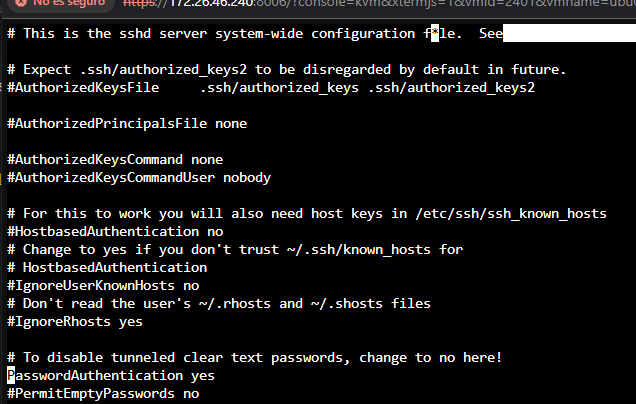 No es seguro https://172.26.46.240:8006/?console=kvm&xtermjs=1&vmid=2401&vmname=ubu
# This is the sshd server system-wide configuration f*le. See
# Expect .ssh/authorized_keys2 to be disregarded by default in future.
#AuthorizedKeysFile .ssh/authorized_keys .ssh/authorized_keys2
#AuthorizedPrincipalsFile none
#AuthorizedKeysCommand none
#AuthorizedKeysCommandUser nobody
# For this to work you will also need host keys in /etc/ssh/ssh_known_hosts
#HostbasedAuthentication no
# Change to yes if you don't trust ~/.ssh/known_hosts for
# HostbasedAuthentication
#IgnoreUserKnownHosts no
# Don't read the user's ~/.rhosts and ~/.shosts files
#IgnoreRhosts yes
# To disable tunneled clear text passwords, change to no here!
PasswordAuthentication yes
#PermitEmptyPasswords no